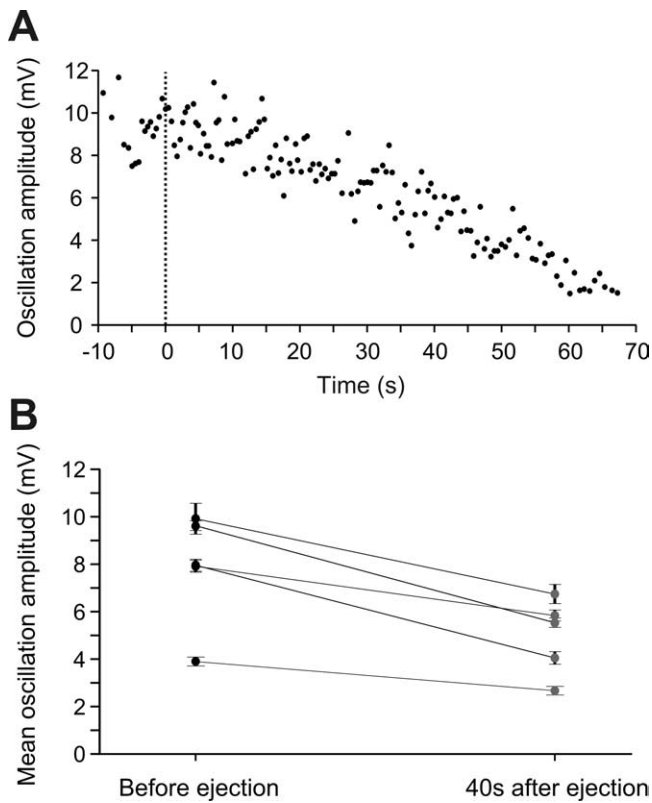 A
Oscillation amplitude (mV)
12
10
8
6
4
2
0
-10 0 10 20 30 40 50 60 70
Time (s)
B
Mean oscillation amplitude (mV)
12
10
8
6
4
2
0
Before ejection 40s after ejection